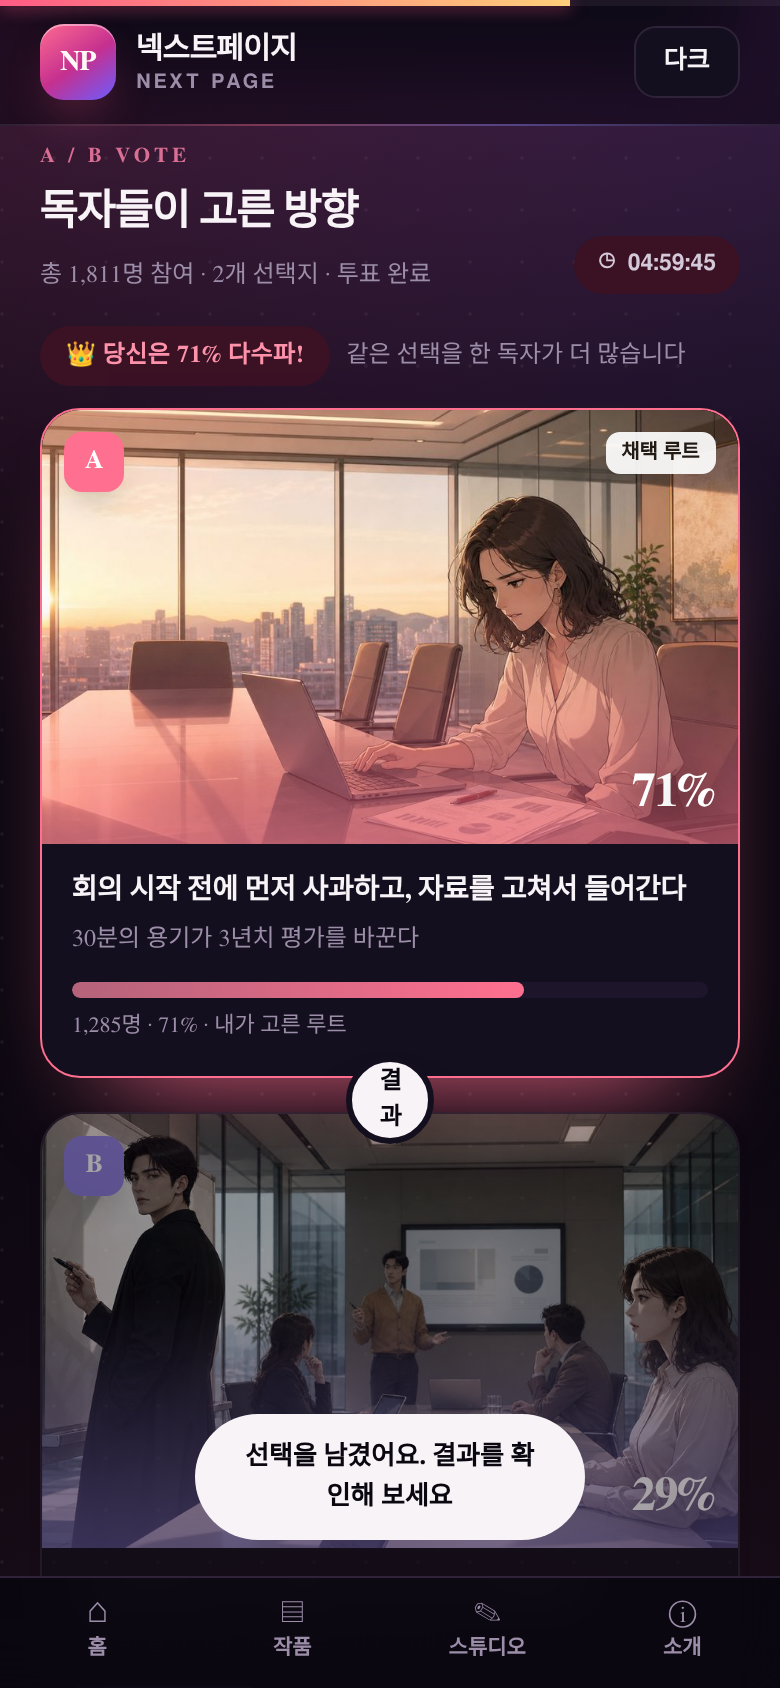 NP
넥스트페이지
NEXT PAGE
다크
A / B VOTE
독자들이 고른 방향
총 1,811명 참여 · 2개 선택지 · 투표 완료
04:59:45
👑 당신은 71% 다수파!
같은 선택을 한 독자가 더 많습니다
A
채택 루트
71%
회의 시작 전에 먼저 사과하고, 자료를 고쳐서 들어간다
30분의 용기가 3년치 평가를 바꾼다
1,285명 · 71% · 내가 고른 루트
결
과
B
29%
선택을 남겼어요. 결과를 확
인해 보세요
홈
작품
스튜디오
소개